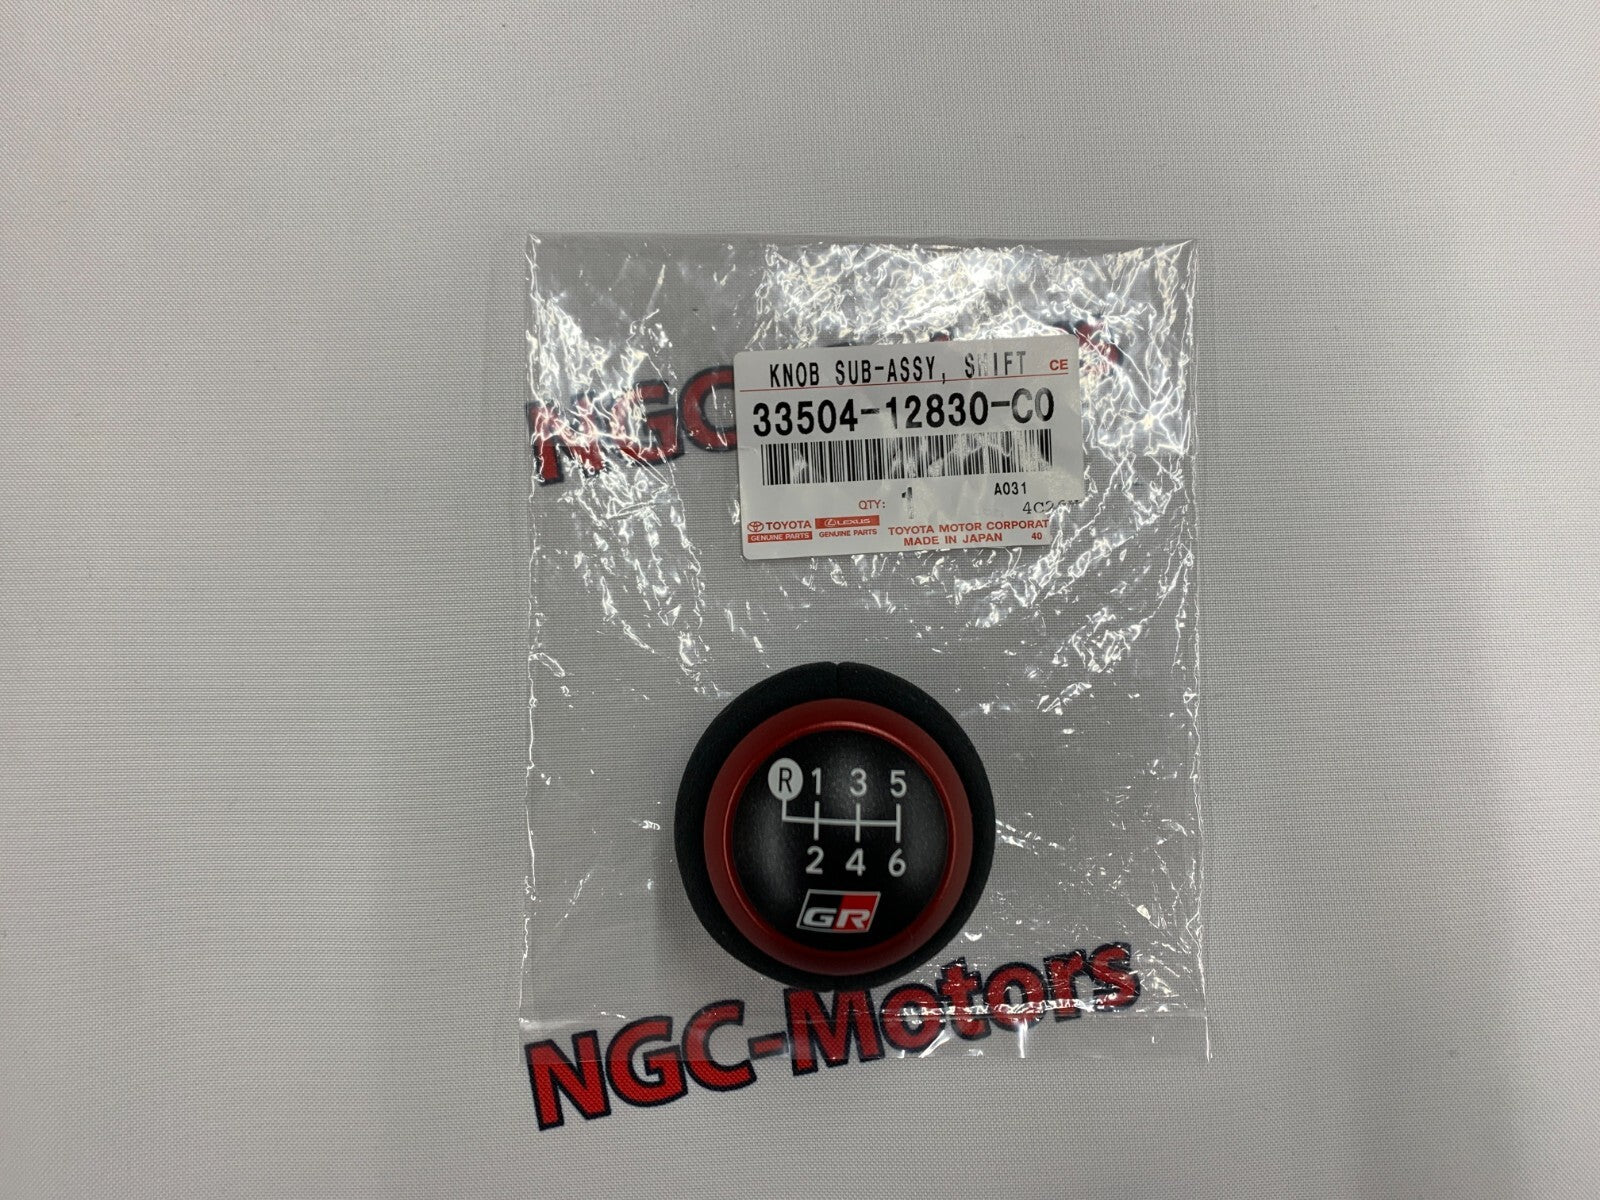 KNOB SUB-ASSY, SHIFT CE
33504-12830-C0
A031
QTY: 1
TOYOTA
GENUINE PARTS
LEXUS
GENUINE PARTS
TOYOTA MOTOR CORPORAT
MADE IN JAPAN 40
R 1 3 5
2 4 6
GR
NGC-Motors